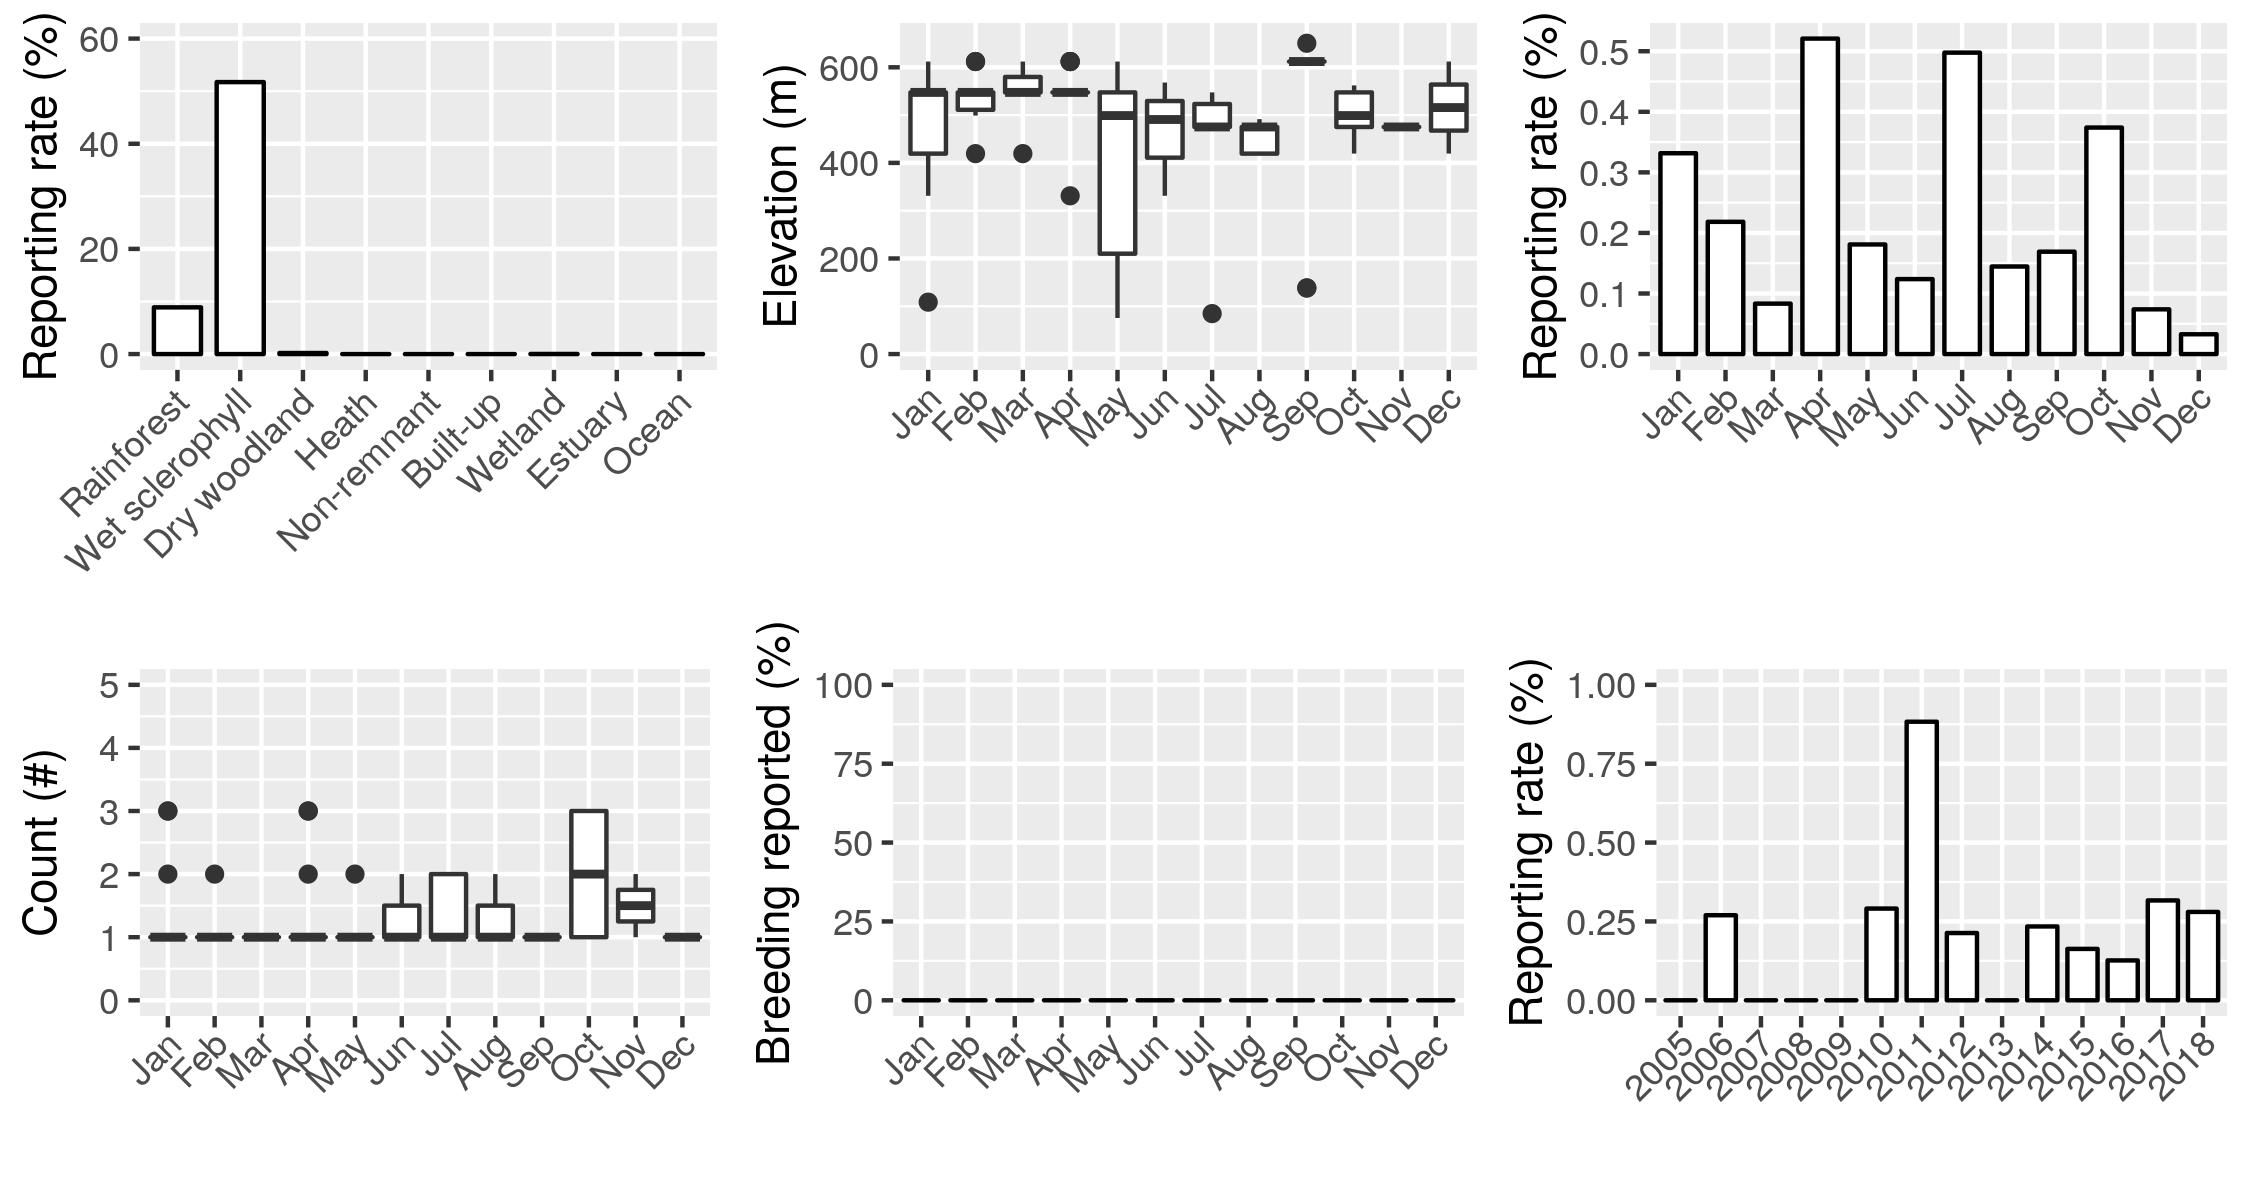 Reporting rate (%)
60
40
20
0
Rainforest
Wet sclerophyll
Dry woodland
Heath
Non-remnant
Built-up
Wetland
Estuary
Ocean
Elevation (m)
600
400
200
0
Jan
Feb
Mar
Apr
May
Jun
Jul
Aug
Sep
Oct
Nov
Dec
Reporting rate (%)
0.5
0.4
0.3
0.2
0.1
0.0
Jan
Feb
Mar
Apr
May
Jun
Jul
Aug
Sep
Oct
Nov
Dec
Count (#)
5
4
3
2
1
0
Jan
Feb
Mar
Apr
May
Jun
Jul
Aug
Sep
Oct
Nov
Dec
Breeding reported (%)
100
75
50
25
0
Jan
Feb
Mar
Apr
May
Jun
Jul
Aug
Sep
Oct
Nov
Dec
Reporting rate (%)
1.00
0.75
0.50
0.25
0.00
2005
2006
2007
2008
2009
2010
2011
2012
2013
2014
2015
2016
2017
2018